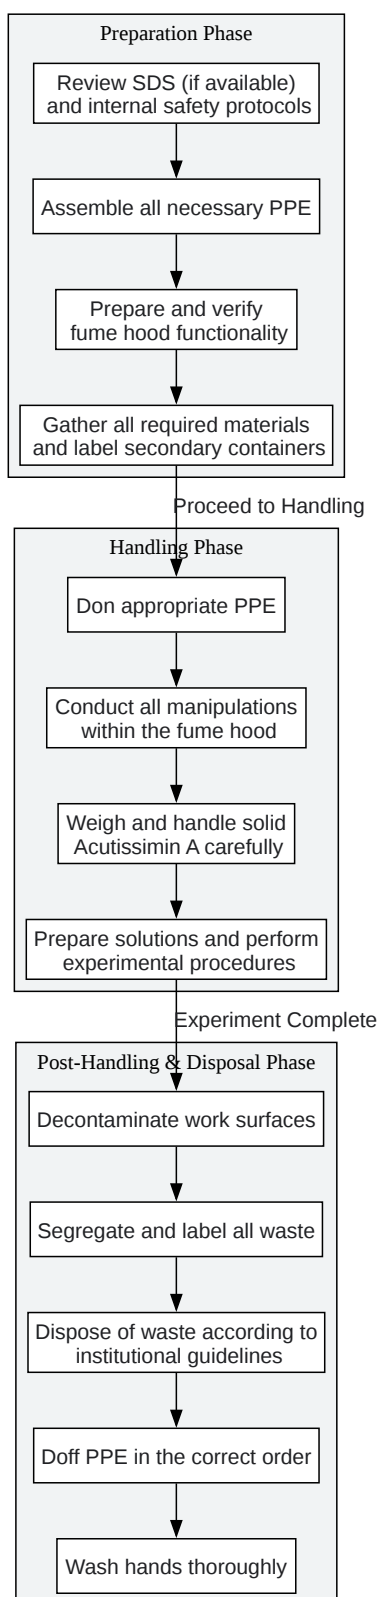 Preparation Phase
Review SDS (if available)
and internal safety protocols
Assemble all necessary PPE
Prepare and verify
fume hood functionality
Gather all required materials
and label secondary containers
Proceed to Handling
Handling Phase
Don appropriate PPE
Conduct all manipulations
within the fume hood
Weigh and handle solid
Acutissimin A carefully
Prepare solutions and perform
experimental procedures
Experiment Complete
Post-Handling & Disposal Phase
Decontaminate work surfaces
Segregate and label all waste
Dispose of waste according to
institutional guidelines
Doff PPE in the correct order
Wash hands thoroughly